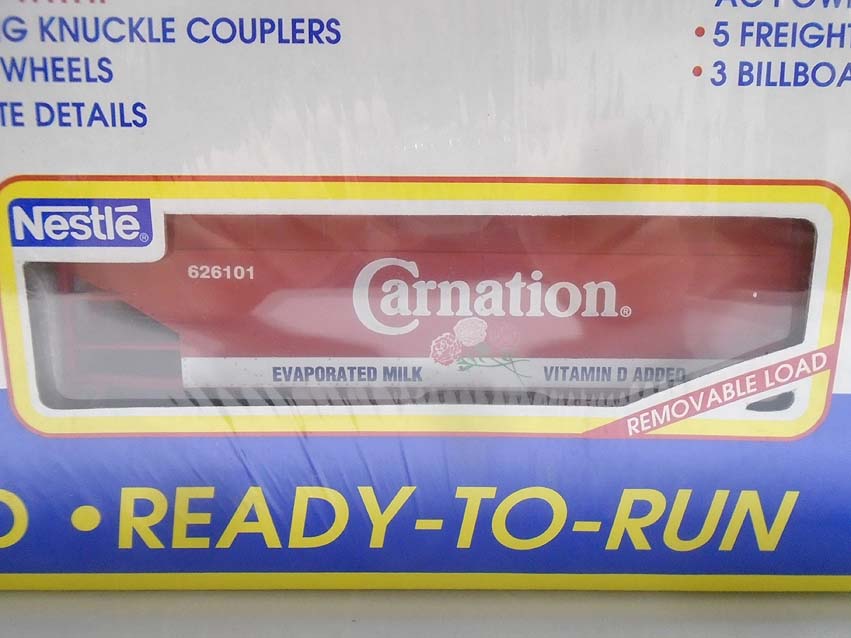 G KNUCKLE COUPLERS
WHEELS
TE DETAILS
• 5 FREIGHT
• 3 BILLBOA
Nestlé®
626101
Carnation®
EVAPORATED MILK
VITAMIN D ADDED
REMOVABLE LOAD
• READY-TO-RUN